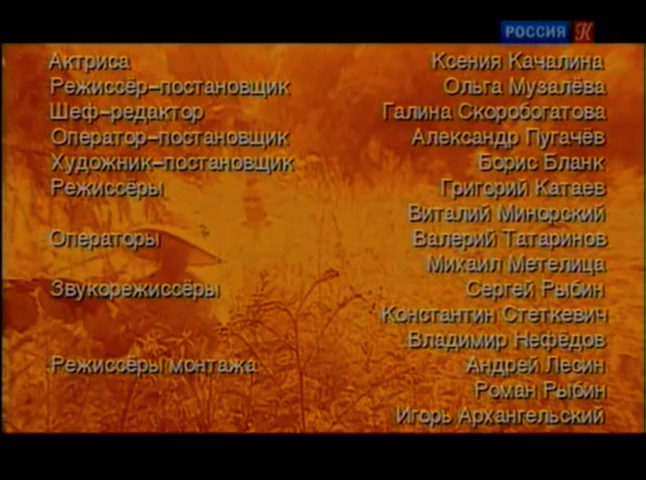 РОССИЯ К
Актриса Ксения Качалина
Режиссёр-постановщик Ольга Музалёва
Шеф-редактор Галина Скоробогатова
Оператор-постановщик Александр Пугачёв
Художник-постановщик Борис Бланк
Режиссёры Григорий Катаев
Виталий Минорский
Операторы Валерий Татаринов
Михаил Метелица
Звукорежиссёры Сергей Рыбин
Константин Стеткевич
Владимир Нефёдов
Режиссёры монтажа Андрей Лесин
Роман Рыбин
Игорь Архангельский